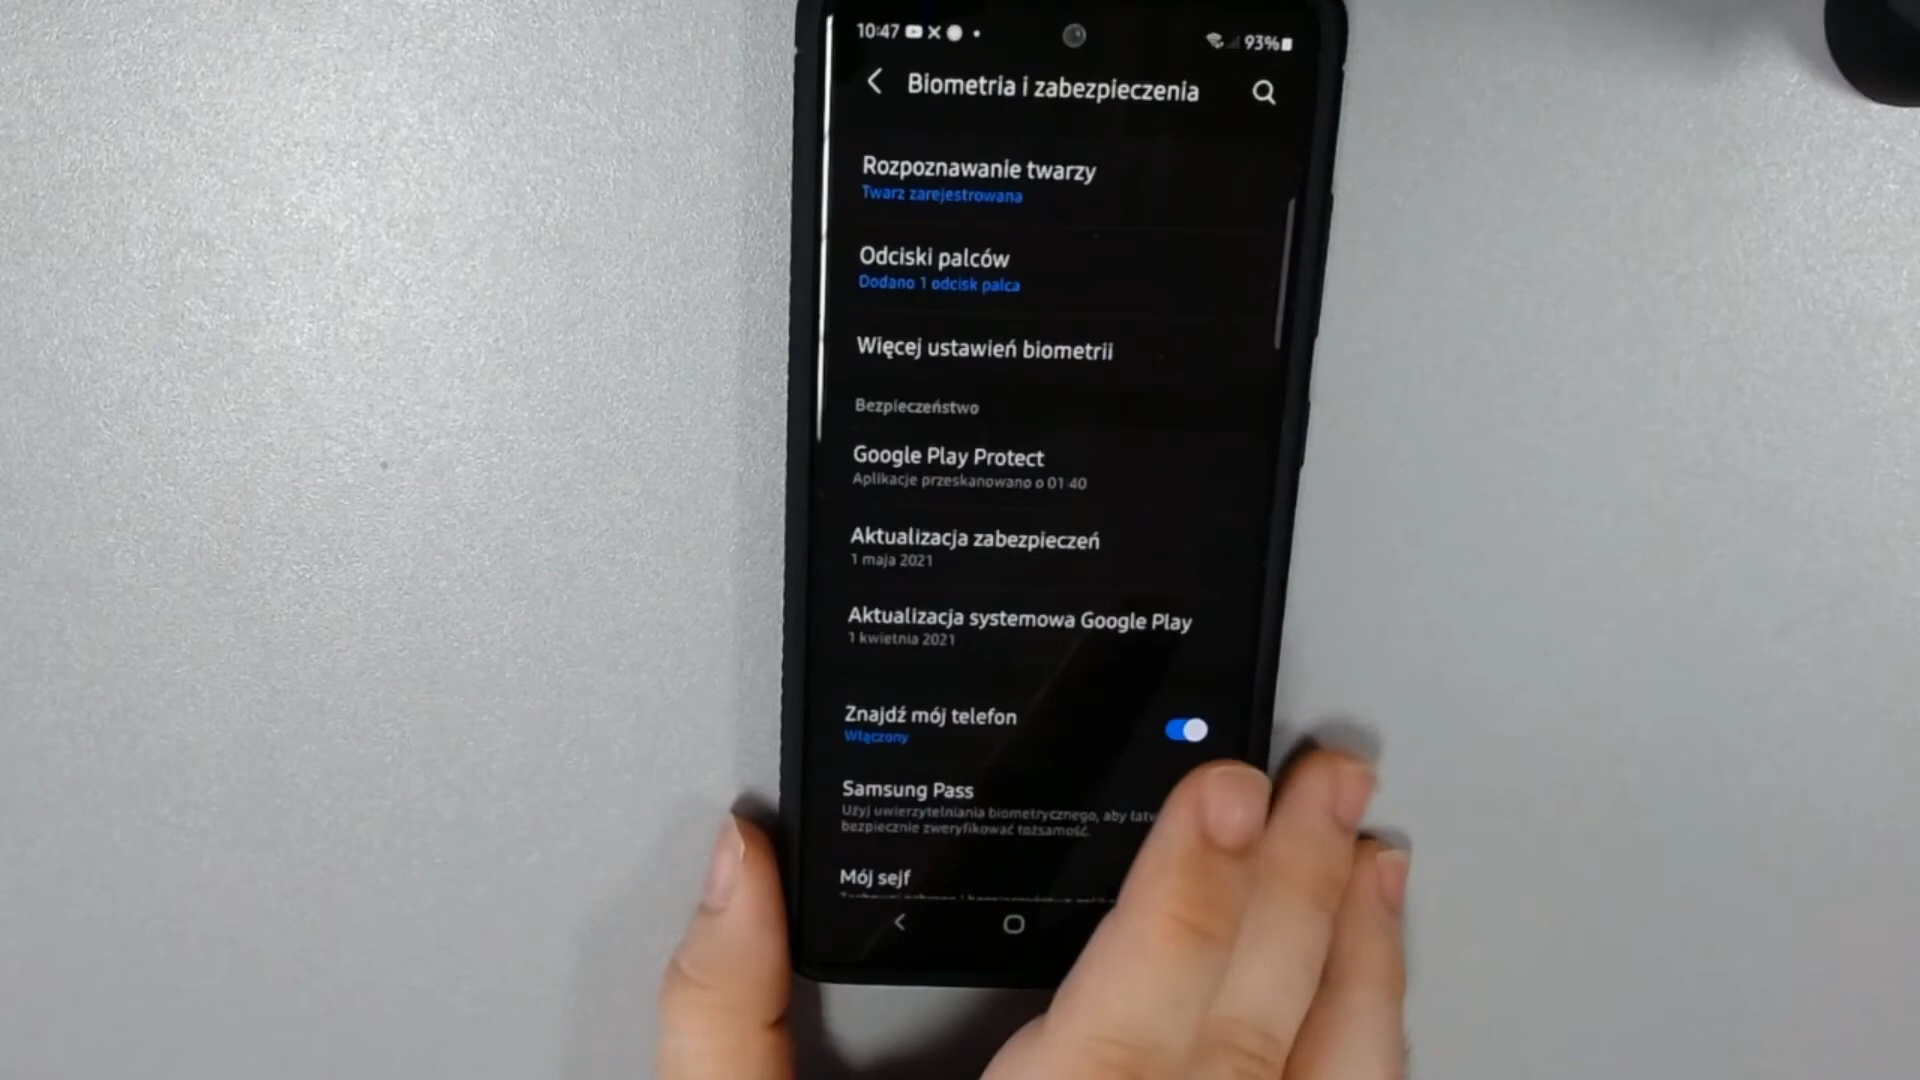 10:47
93%
Biometria i zabezpieczenia
Rozpoznawanie twarzy
Twarz zarejestrowana
Odciski palców
Dodano 1 odcisk palca
Więcej ustawień biometrii
Bezpieczeństwo
Google Play Protect
Aplikacje przeskanowano o 01:40
Aktualizacja zabezpieczeń
1 maja 2021
Aktualizacja systemowa Google Play
1 kwietnia 2021
Znajdź mój telefon
Włączony
Samsung Pass
Użyj uwierzytelniania biometrycznego, aby
bezpiecznie zweryfikować tożsamość.
Mój sejf